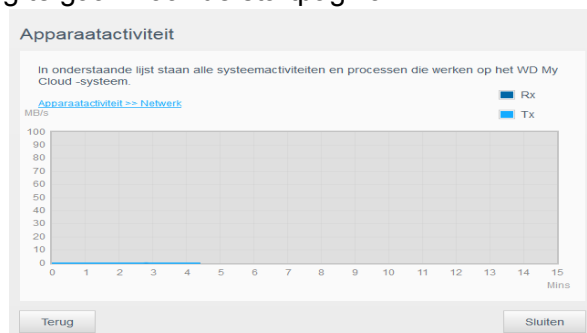 Apparaatactiviteit
In onderstaande lijst staan alle systeemactiviteiten en processen die werken op het WD My
Cloud -systeem.
Rx
Apparaatactiviteit >> Netwerk
MB/s
Tx
100
90
80
70
60
50
40
30
20
10
0
0 1 2 3 4 5 6 7 8 9 10 11 12 13 14 15
Mins
Terug Sluiten